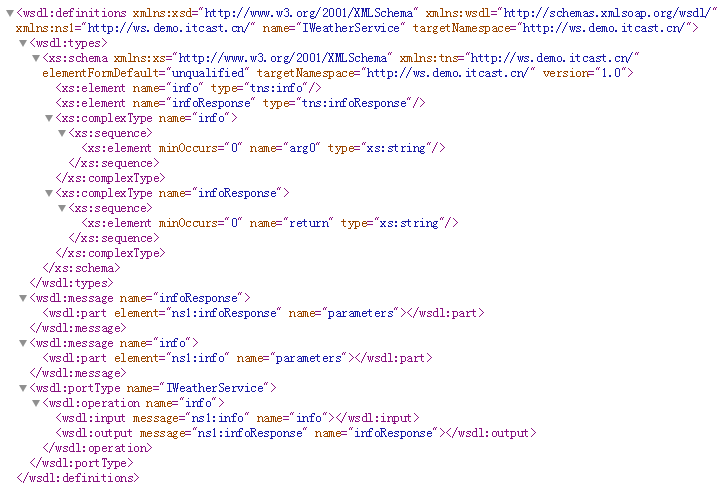 ▼<wsdl:definitions xmlns:xsd="http://www.w3.org/2001/XMLSchema" xmlns:wsdl="http://schemas.xmlsoap.org/wsdl/"
xmlns:ns1="http://ws.demo.itcast.cn/" name="IWeatherService" targetNamespace="http://ws.demo.itcast.cn/">
▼<wsdl:types>
▼<xs:schema xmlns:xs="http://www.w3.org/2001/XMLSchema" xmlns:tns="http://ws.demo.itcast.cn/"
elementFormDefault="unqualified" targetNamespace="http://ws.demo.itcast.cn/" version="1.0">
<xs:element name="info" type="tns:info"/>
<xs:element name="infoResponse" type="tns:infoResponse"/>
▼<xs:complexType name="info">
▼<xs:sequence>
<xs:element minOccurs="0" name="arg0" type="xs:string"/>
</xs:sequence>
</xs:complexType>
▼<xs:complexType name="infoResponse">
▼<xs:sequence>
<xs:element minOccurs="0" name="return" type="xs:string"/>
</xs:sequence>
</xs:complexType>
</xs:schema>
</wsdl:types>
▼<wsdl:message name="infoResponse">
<wsdl:part element="ns1:infoResponse" name="parameters"></wsdl:part>
</wsdl:message>
▼<wsdl:message name="info">
<wsdl:part element="ns1:info" name="parameters"></wsdl:part>
</wsdl:message>
▼<wsdl:portType name="IWeatherService">
▼<wsdl:operation name="info">
<wsdl:input message="ns1:info" name="info"></wsdl:input>
<wsdl:output message="ns1:infoResponse" name="infoResponse"></wsdl:output>
</wsdl:operation>
</wsdl:portType>
</wsdl:definitions>